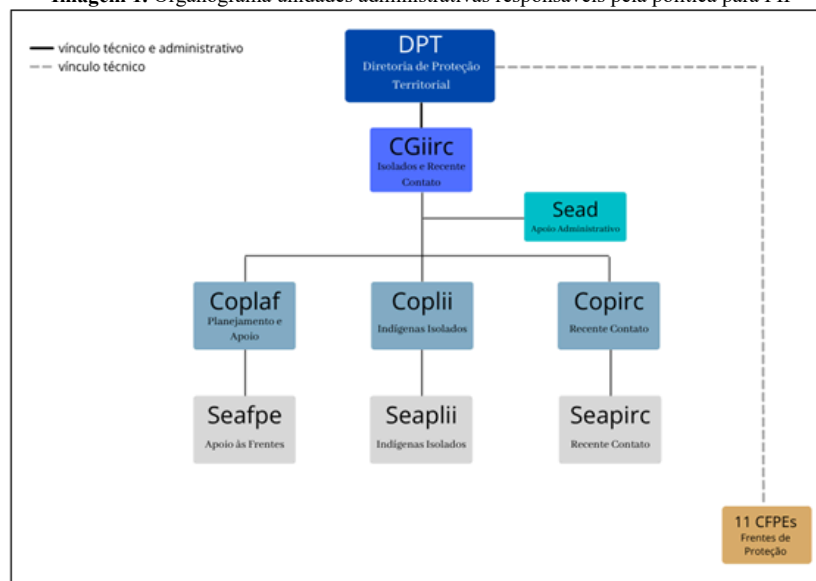 vínculo técnico e administrativo
vínculo técnico
DPT
Diretoria de Proteção
Territorial
CGiirc
Isolados e Recente
Contato
Sead
Apoio Administrativo
Coplaf
Planejamento e
Apoio
Coplii
Indígenas Isolados
Copirc
Recente Contato
Seafpe
Apoio às Frentes
Seaplii
Indígenas Isolados
Seapirc
Recente Contato
11 CFPEs
Frentes de
Proteção